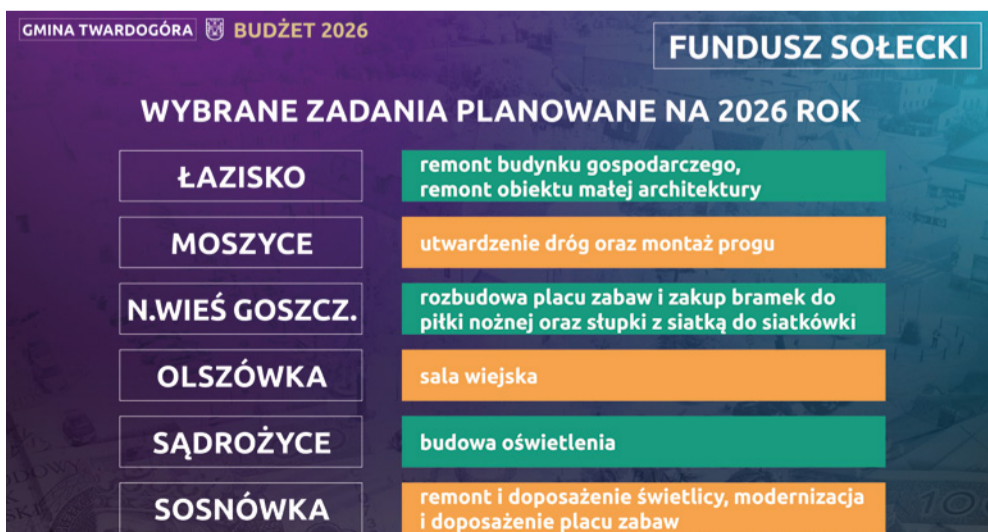 GMINA TWARDOGÓRA BUDŻET 2026
FUNDUSZ SOŁECKI
WYBRANE ZADANIA PLANOWANE NA 2026 ROK
ŁAZISKO
remont budynku gospodarczego,
remont obiektu małej architektury
MOSZYCE
utwardzenie dróg oraz montaż progu
N.WIEŚ GOSZCZ.
rozbudowa placu zabaw i zakup bramek do
piłki nożnej oraz słupki z siatką do siatkówki
OLSZÓWKA
sala wiejska
SĄDROŻYCE
budowa oświetlenia
SOSNÓWKA
remont i doposażenie świetlicy, modernizacja
i doposażenie placu zabaw